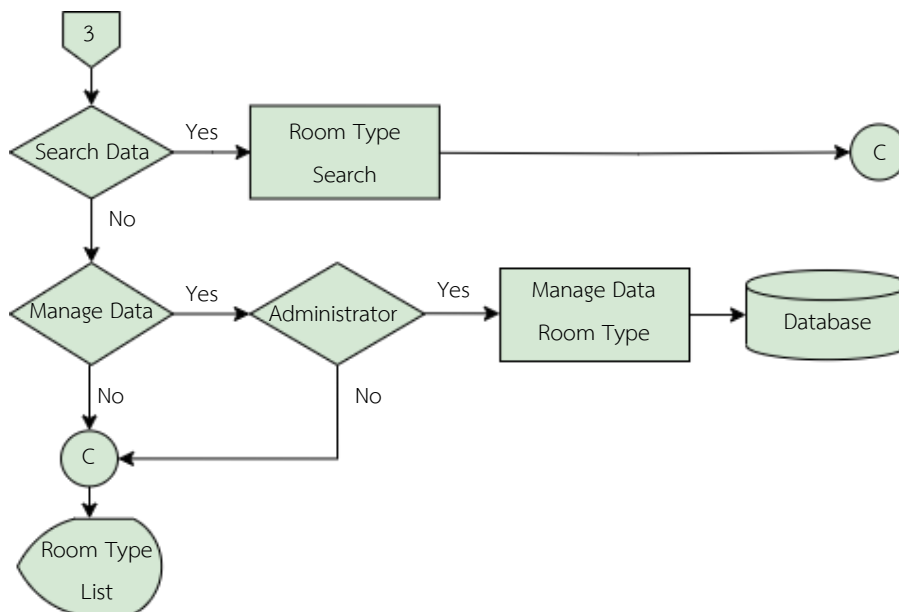 3
Search Data
Yes
Room Type
Search
C
No
Manage Data
Yes
Administrator
Yes
Manage Data
Room Type
Database
No
No
C
Room Type
List